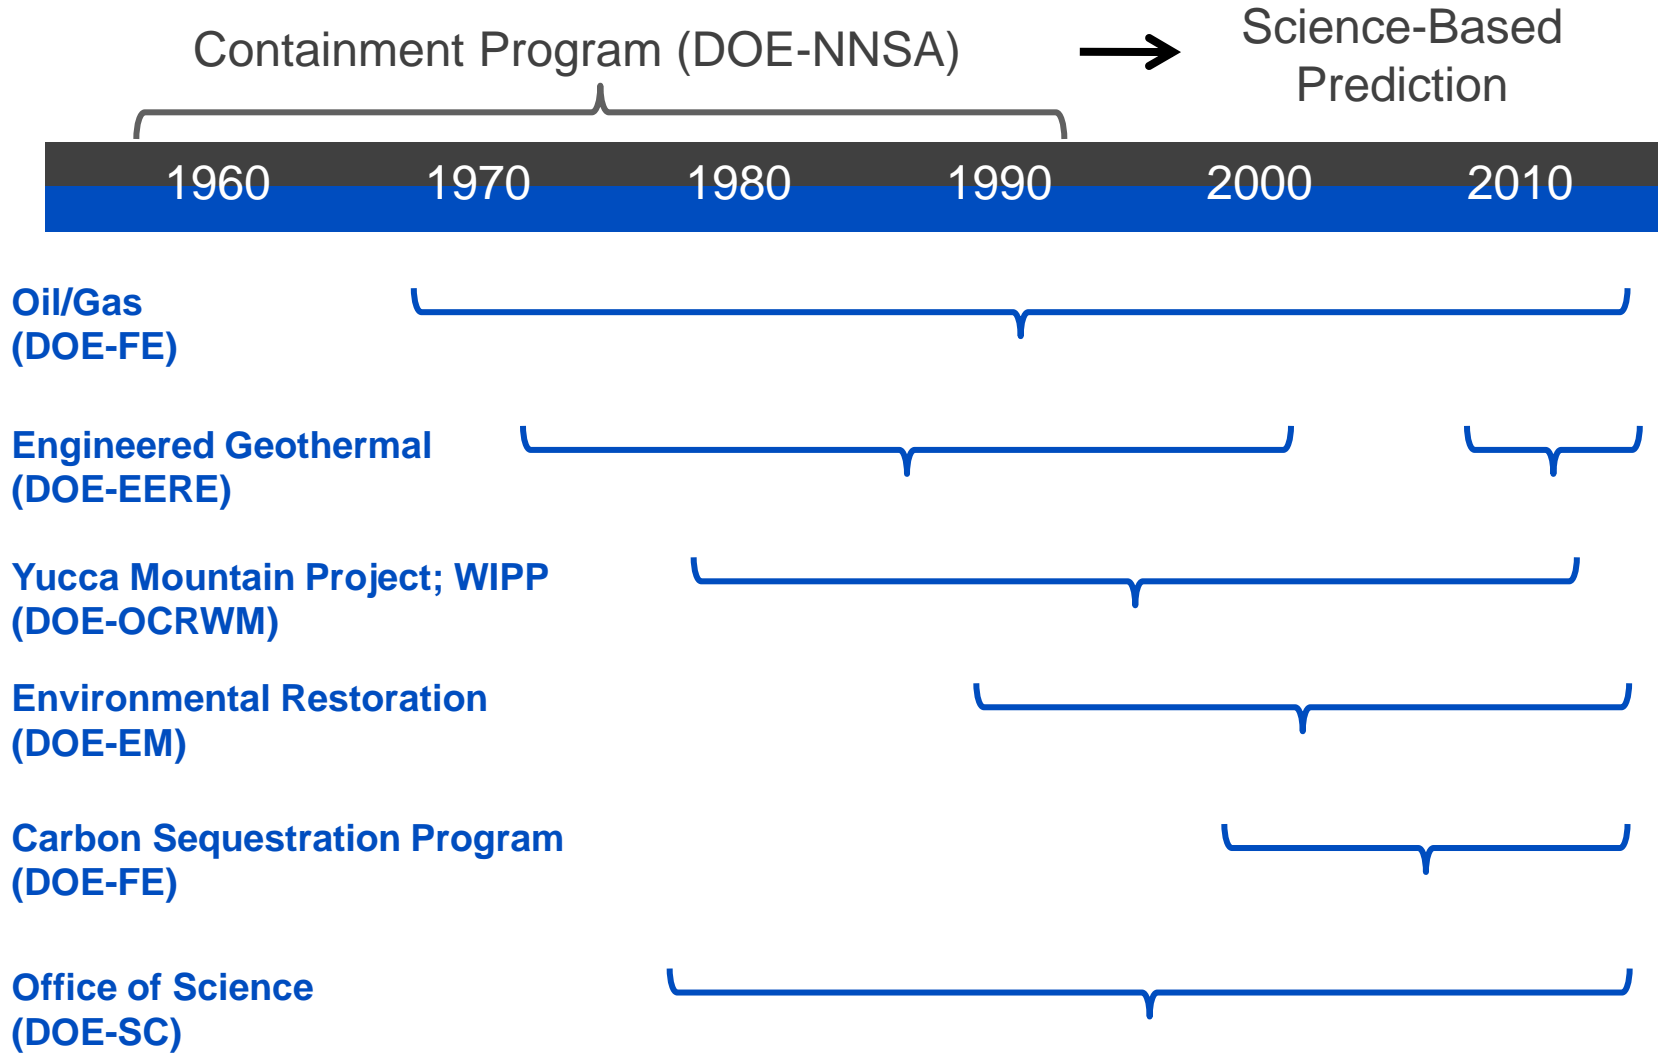 Containment Program (DOE-NNSA)
Science-Based
Prediction
1960 1970 1980 1990 2000 2010
Oil/Gas
(DOE-FE)
Engineered Geothermal
(DOE-EERE)
Yucca Mountain Project; WIPP
(DOE-OCRWM)
Environmental Restoration
(DOE-EM)
Carbon Sequestration Program
(DOE-FE)
Office of Science
(DOE-SC)